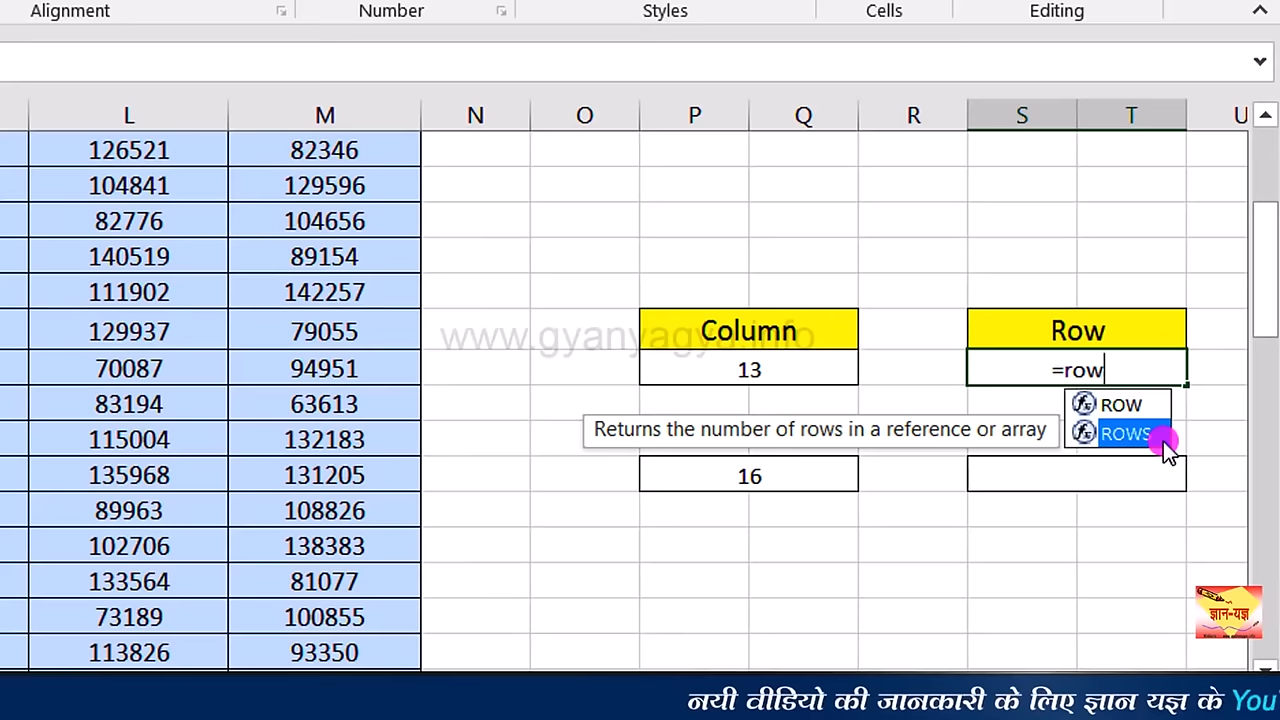 Alignment Number Styles Cells Editing
L M N O P Q R S T U
126521 82346
104841 129596
82776 104656
140519 89154
111902 142257
129937 79055 Column Row
www.gyanyagya.info
70087 94951 13 =row
83194 63613 ROW
115004 132183 Returns the number of rows in a reference or array ROWS
135968 131205 16
89963 108826
102706 138383
133564 81077
73189 100855
ज्ञान-यज्ञ
113826 93350
नयी वीडियो की जानकारी के लिए ज्ञान यज्ञ के You